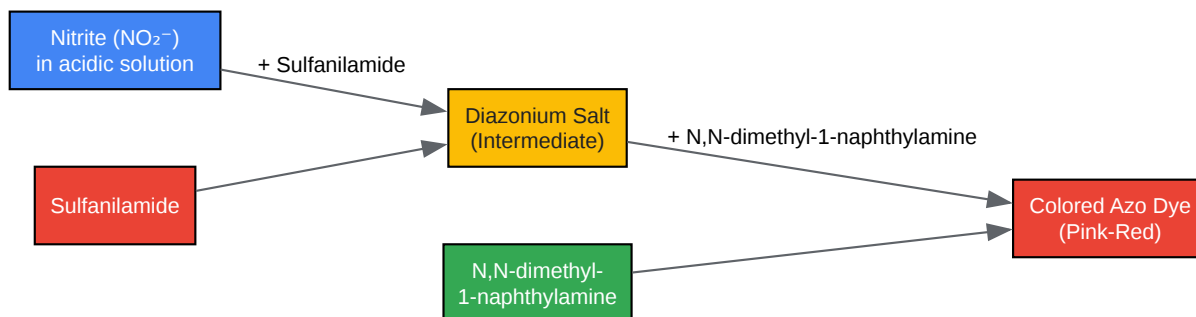 Nitrite (NO₂⁻)
in acidic solution
+ Sulfanilamide
Sulfanilamide
Diazonium Salt
(Intermediate)
+ N,N-dimethyl-1-naphthylamine
N,N-dimethyl-
1-naphthylamine
Colored Azo Dye
(Pink-Red)